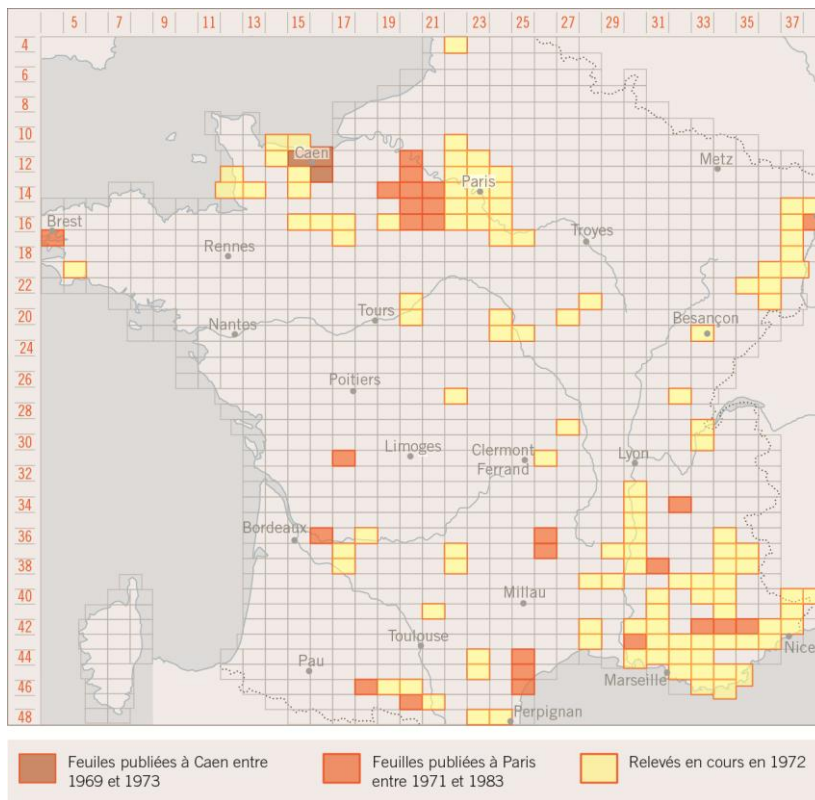 5 7 9 11 13 15 17 19 21 23 25 27 29 31 33 35 37
4
6
8
10
Caen
12
Metz
Paris
14
Brest
16
Troyes
Rennes
18
22
Tours
20
Nantos
Besançon
24
Poitiers
26
28
30
Limoges
Clermont
Ferrand
Lyon
32
34
Bordeaux
36
38
Millau
40
42
Toulouse
Nice
44
Pau
Marseille
46
Perpignan
48
Feuiles publiées à Caen entre
1969 et 1973
Feuilles publiées à Paris
entre 1971 et 1983
Relevés en cours en 1972